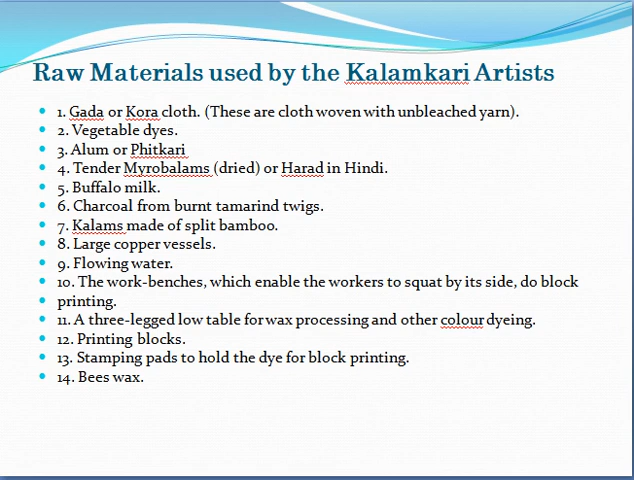 Raw Materials used by the Kalamkari Artists
1. Gada or Kora cloth. (These are cloth woven with unbleached yarn).
2. Vegetable dyes.
3. Alum or Phitkari
4. Tender Myrobalams (dried) or Harad in Hindi.
5. Buffalo milk.
6. Charcoal from burnt tamarind twigs.
7. Kalams made of split bamboo.
8. Large copper vessels.
9. Flowing water.
10. The work-benches, which enable the workers to squat by its side, do block
printing.
11. A three-legged low table for wax processing and other colour dyeing.
12. Printing blocks.
13. Stamping pads to hold the dye for block printing.
14. Bees wax.